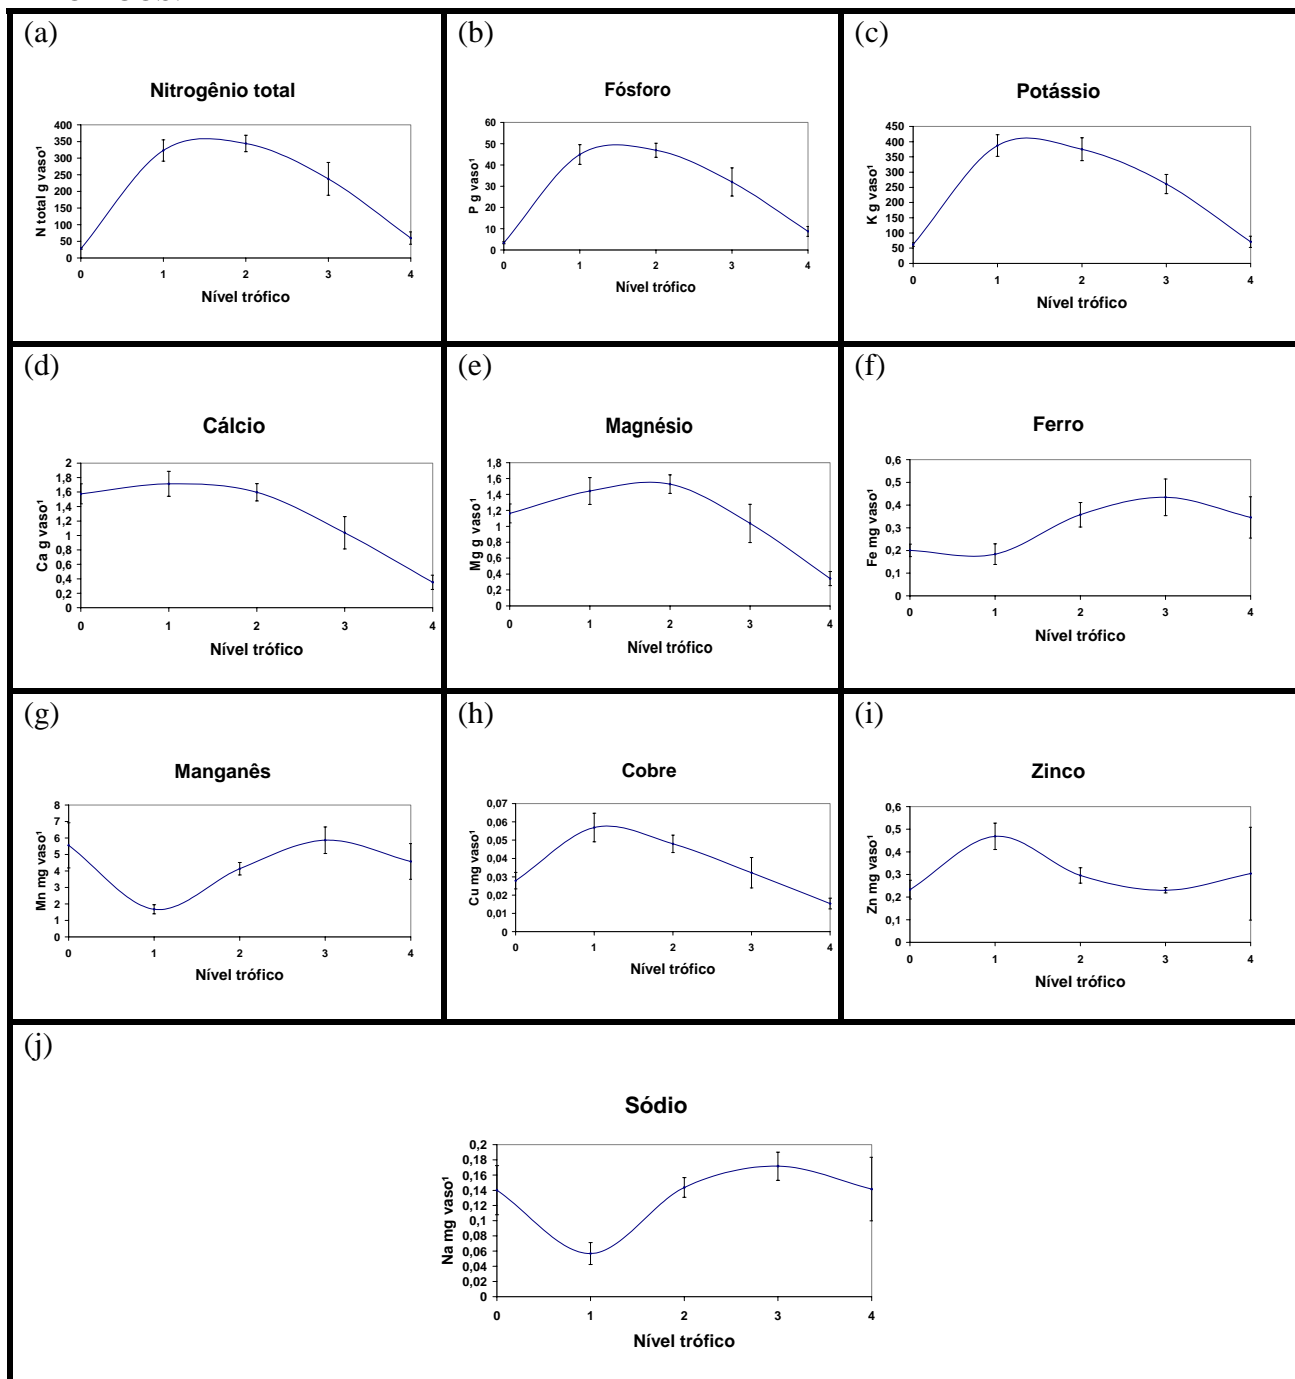 (a)
Nitrogênio total
N total g vaso¹
400
350
300
250
200
150
100
50
0
0 1 2 3 4
Nível trófico
(b)
Fósforo
P g vaso¹
60
50
40
30
20
10
0
0 1 2 3 4
Nível trófico
(c)
Potássio
K g vaso¹
450
400
350
300
250
200
150
100
50
0
0 1 2 3 4
Nível trófico
(d)
Cálcio
Ca g vaso¹
2
1,8
1,6
1,4
1,2
1
0,8
0,6
0,4
0,2
0
0 1 2 3 4
Nível trófico
(e)
Magnésio
Mg g vaso¹
1,8
1,6
1,4
1,2
1
0,8
0,6
0,4
0,2
0
0 1 2 3 4
Nível trófico
(f)
Ferro
Fe mg vaso¹
0,6
0,5
0,4
0,3
0,2
0,1
0
0 1 2 3 4
Nível trófico
(g)
Manganês
Mn mg vaso¹
8
7
6
5
4
3
2
1
0
0 1 2 3 4
Nível trófico
(h)
Cobre
Cu mg vaso¹
0,07
0,06
0,05
0,04
0,03
0,02
0,01
0
0 1 2 3 4
Nível trófico
(i)
Zinco
Zn mg vaso¹
0,6
0,5
0,4
0,3
0,2
0,1
0
0 1 2 3 4
Nível trófico
(j)
Sódio
Na mg vaso¹
0,2
0,18
0,16
0,14
0,12
0,1
0,08
0,06
0,04
0,02
0
0 1 2 3 4
Nível trófico